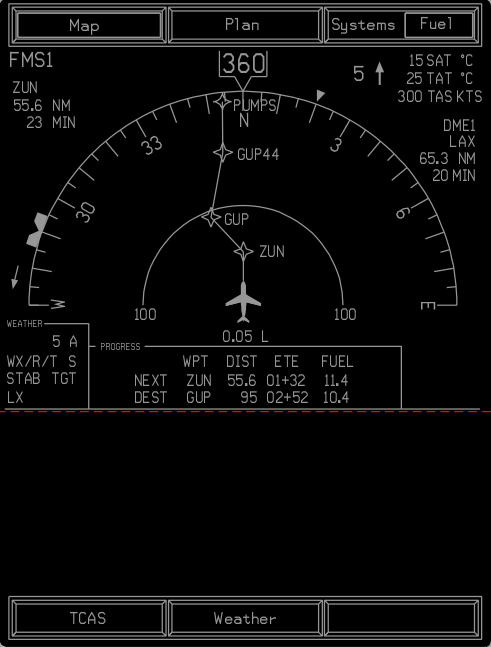 Map Plan Systems Fuel
FMS1 360 5 15 SAT °C
25 TAT °C
300 TAS KTS
ZUN
55.6 NM
23 MIN
DME1
LAX
65.3 NM
20 MIN
PUMPS
N
33 3
GUP44
30 6
GUP
ZUN
W E
100 100
0.05 L
WEATHER
5 A
WX/R/T S
STAB TGT
LX
PROGRESS
WPT DIST ETE FUEL
NEXT ZUN 55.6 01+32 11.4
DEST GUP 95 02+52 10.4
TCAS Weather